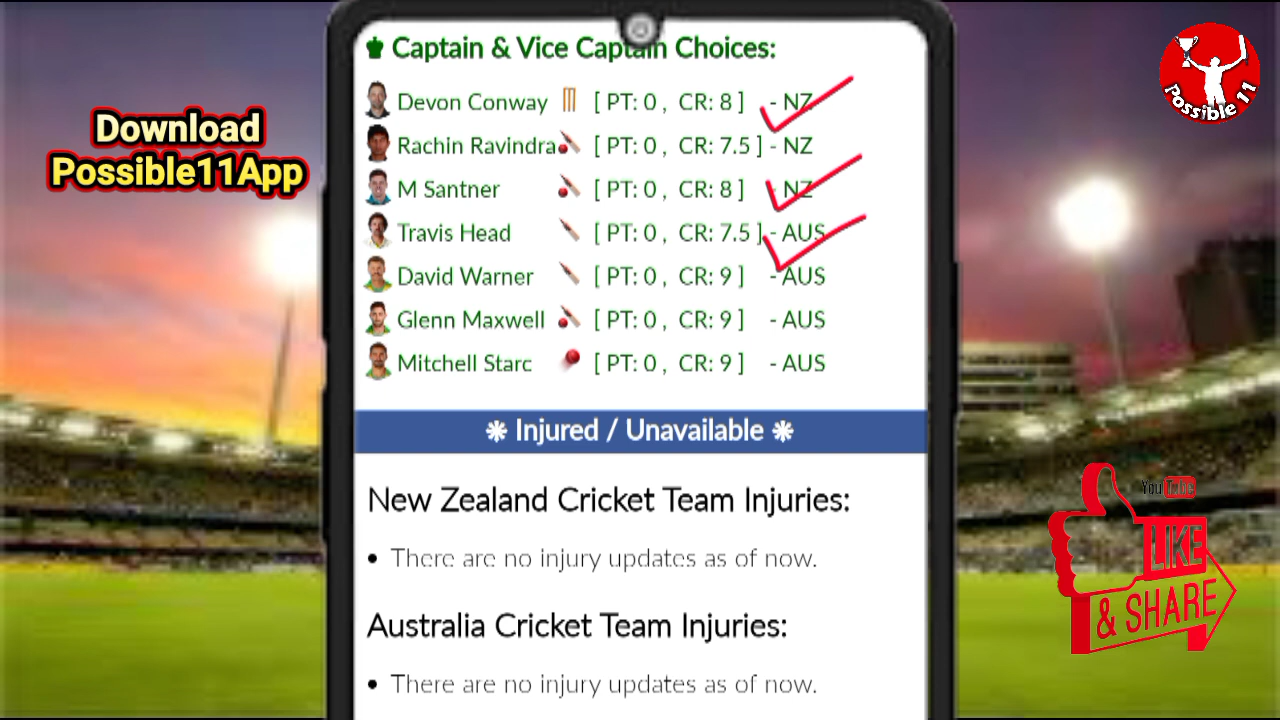 Captain & Vice Captain Choices:
Devon Conway [ PT: 0 , CR: 8 ] - NZ
Rachin Ravindra [ PT: 0 , CR: 7.5 ] - NZ
M Santner [ PT: 0 , CR: 8 ] - NZ
Travis Head [ PT: 0 , CR: 7.5 ] - AUS
David Warner [ PT: 0 , CR: 9 ] - AUS
Glenn Maxwell [ PT: 0 , CR: 9 ] - AUS
Mitchell Starc [ PT: 0 , CR: 9 ] - AUS
Injured / Unavailable
New Zealand Cricket Team Injuries:
• There are no injury updates as of now.
Australia Cricket Team Injuries:
• There are no injury updates as of now.
Download
Possible11App
Possible 11
YouTube
LIKE
& SHARE